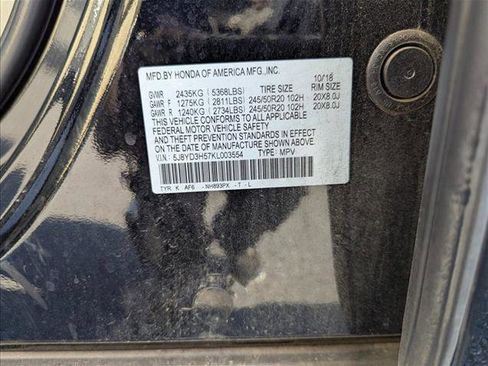 MFD.BY HONDA OF AMERICA MFG.,INC.
10/18
GVWR 2435KG ( 5368LBS) TIRE SIZE RIM SIZE
GAWR F 1275KG ( 2811LBS) 245/50R20 102H 20X8.0J
GAWR R 1240KG ( 2734LBS) 245/50R20 102H 20X8.0J
THIS VEHICLE CONFORMS TO ALL APPLICABLE
FEDERAL MOTOR VEHICLE SAFETY
AND THEFT PREVENTION STANDARDS IN EFFECT
ON THE DATE OF MANUFACTURE SHOWN ABOVE.
V.I.N: 5J8YD3H57KL003554 TYPE: MPV
TYR K AF6 -NH893PX -T -L